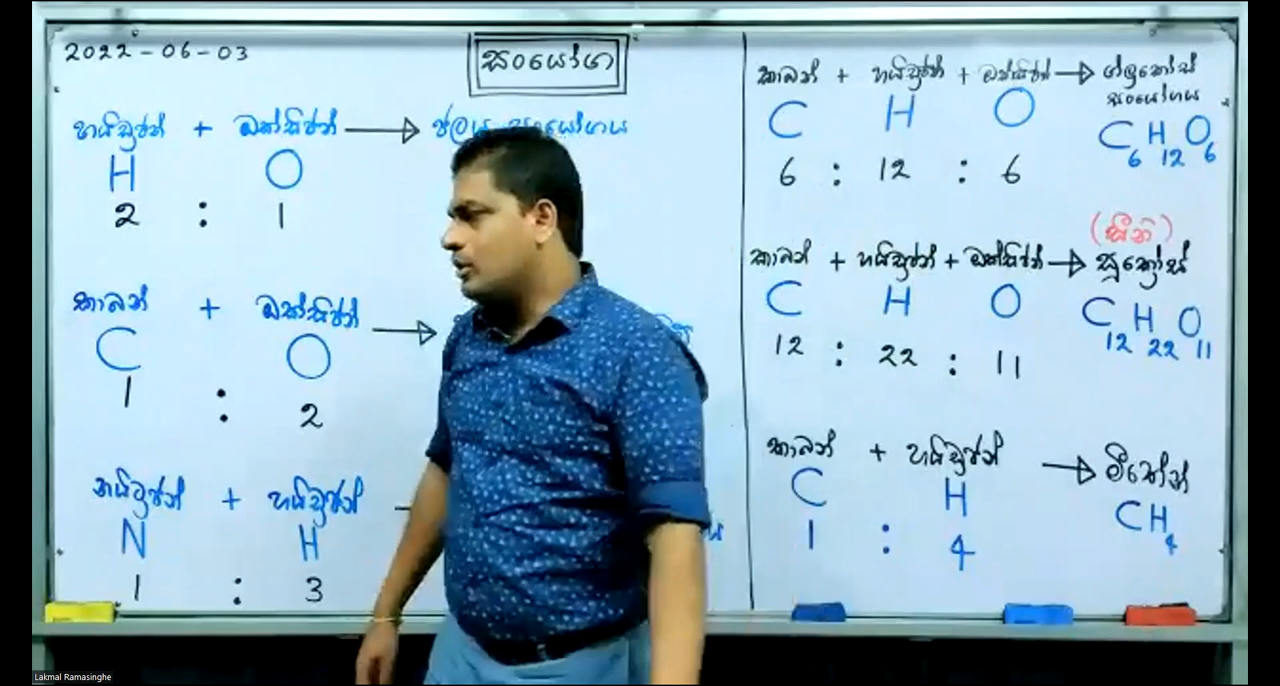 2022-06-03
සංයෝග
හයිඩ්‍රජන් + ඔක්සිජන් → ජලය සංයෝගය
H O
2 : 1
කාබන් + ඔක්සිජන් →
C O
1 : 2
නයිට්‍රජන් + හයිඩ්‍රජන්
N H
1 : 3
කාබන් + හයිඩ්‍රජන් + ඔක්සිජන් → ග්ලූකෝස්
සංයෝගය
C H O C₆H₁₂O₆
6 : 12 : 6
(සීනි)
කාබන් + හයිඩ්‍රජන් + ඔක්සිජන් → සුක්‍රෝස්
C H O C₁₂H₂₂O₁₁
12 : 22 : 11
කාබන් + හයිඩ්‍රජන් → මීතේන්
C H CH₄
1 : 4
Lakmal Ramasinghe